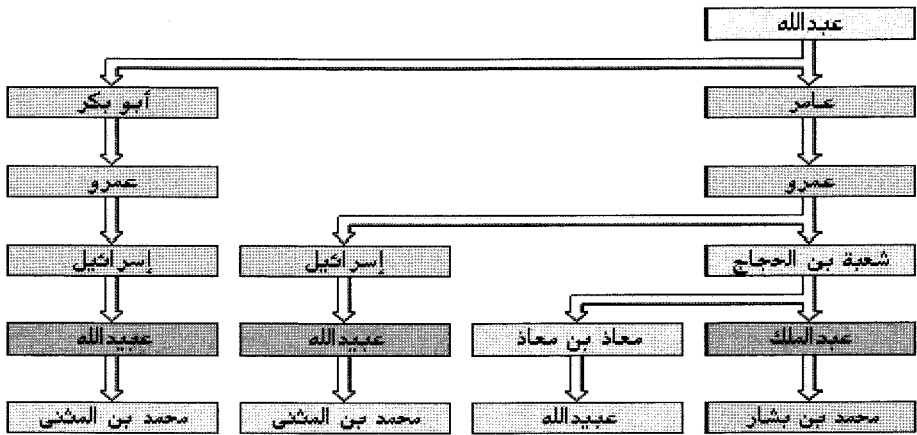 عبدالله
عامر
أبو بكر
عمرو
عمرو
شعبة بن الحجاج
إسرائيل
إسرائيل
عبدالملك
معاذ بن معاذ
عبيدالله
عبيدالله
محمد بن بشار
عبيدالله
محمد بن المثنى
محمد بن المثنى